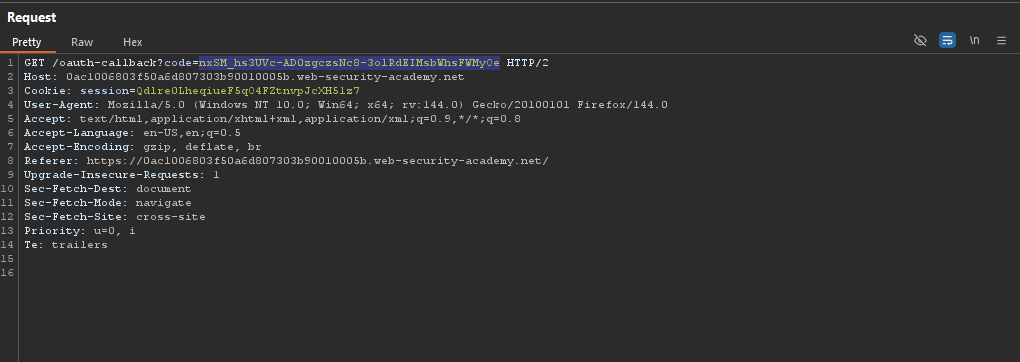 Request
Pretty Raw Hex
\n
1 GET /oauth-callback?code=nxSM_hs3UVc-AD0zgczsNc8-3olRdEIMsbWhsFWMy0e HTTP/2
2 Host: 0ac1006803f50a6d807303b90010005b.web-security-academy.net
3 Cookie: session=Qdlre0LheqiueF5q04FZtnvpJcXH51z7
4 User-Agent: Mozilla/5.0 (Windows NT 10.0; Win64; x64; rv:144.0) Gecko/20100101 Firefox/144.0
5 Accept: text/html,application/xhtml+xml,application/xml;q=0.9,*/*;q=0.8
6 Accept-Language: en-US,en;q=0.5
7 Accept-Encoding: gzip, deflate, br
8 Referer: https://0ac1006803f50a6d807303b90010005b.web-security-academy.net/
9 Upgrade-Insecure-Requests: 1
10 Sec-Fetch-Dest: document
11 Sec-Fetch-Mode: navigate
12 Sec-Fetch-Site: cross-site
13 Priority: u=0, i
14 Te: trailers
15
16